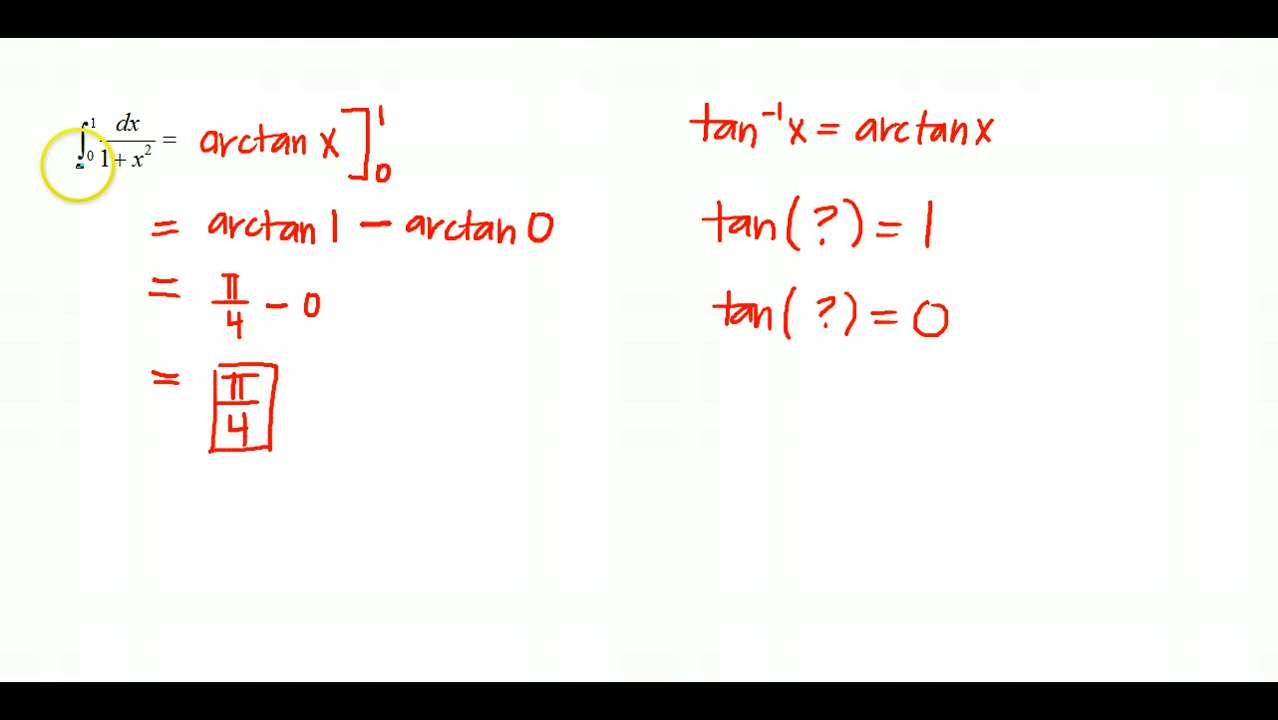 ∫₀¹ dx/(1 + x²) = arctan x]₀¹
= arctan 1 − arctan 0
= π/4 − 0
= π/4
tan⁻¹x = arctan x
tan(?) = 1
tan(?) = 0